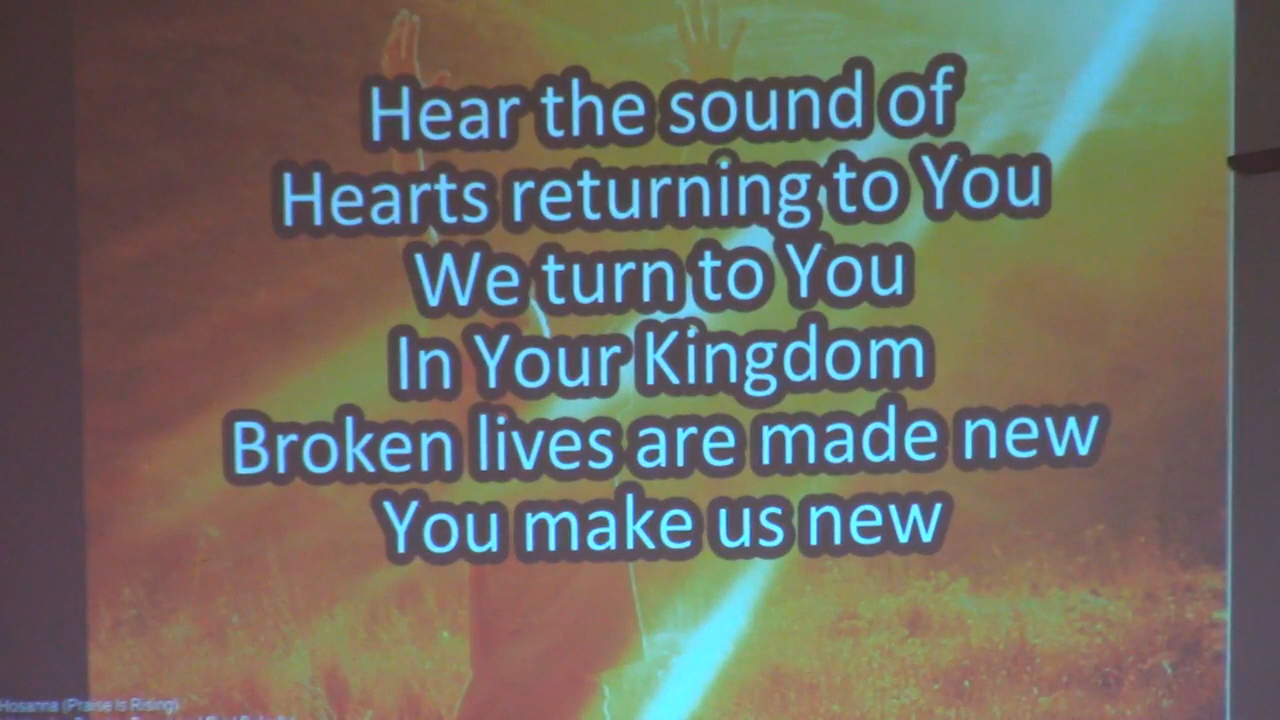 Hear the sound of
Hearts returning to You
We turn to You
In Your Kingdom
Broken lives are made new
You make us new
Hosanna (Praise Is Rising)